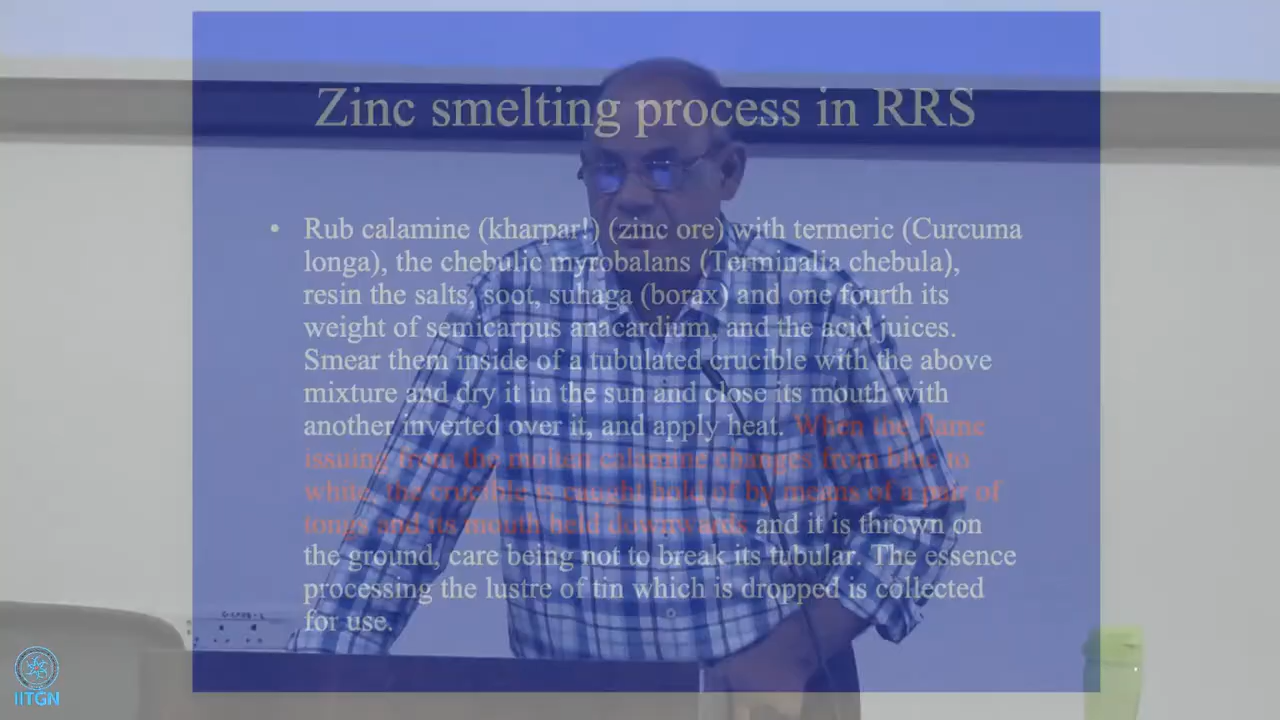 Zinc smelting process in RRS
• Rub calamine (kharpar!) (zinc ore) with termeric (Curcuma
longa), the chebulic myrobalans (Terminalia chebula),
resin the salts, soot, suhaga (borax) and one fourth its
weight of semicarpus anacardium, and the acid juices.
Smear them inside of a tubulated crucible with the above
mixture and dry it in the sun and close its mouth with
another inverted over it, and apply heat. When the flame
issuing from the molten calamine changes from blue to
white, the crucible is caught hold of by means of a pair of
tongs and its mouth held downwards and it is thrown on
the ground, care being not to break its tubular. The essence
processing the lustre of tin which is dropped is collected
for use.
IITGN